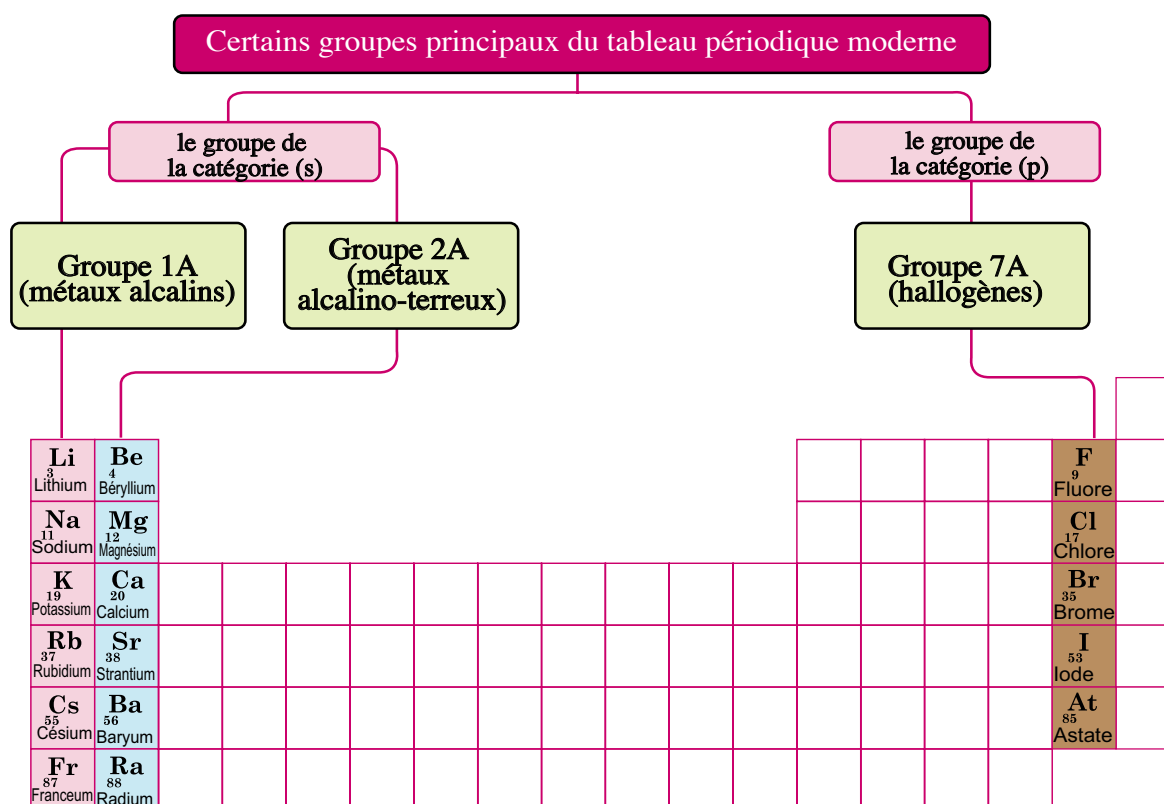 Certains groupes principaux du tableau périodique moderne
le groupe de
la catégorie (s)
le groupe de
la catégorie (p)
Groupe 1A
(métaux alcalins)
Groupe 2A
(métaux
alcalino-terreux)
Groupe 7A
(hallogènes)
Li
3
Lithium
Be
4
Béryllium
F
9
Fluore
Na
11
Sodium
Mg
12
Magnésium
Cl
17
Chlore
K
19
Potassium
Ca
20
Calcium
Br
35
Brome
Rb
37
Rubidium
Sr
38
Strantium
I
53
Iode
Cs
55
Césium
Ba
56
Baryum
At
85
Astate
Fr
87
Franceum
Ra
88
Radium